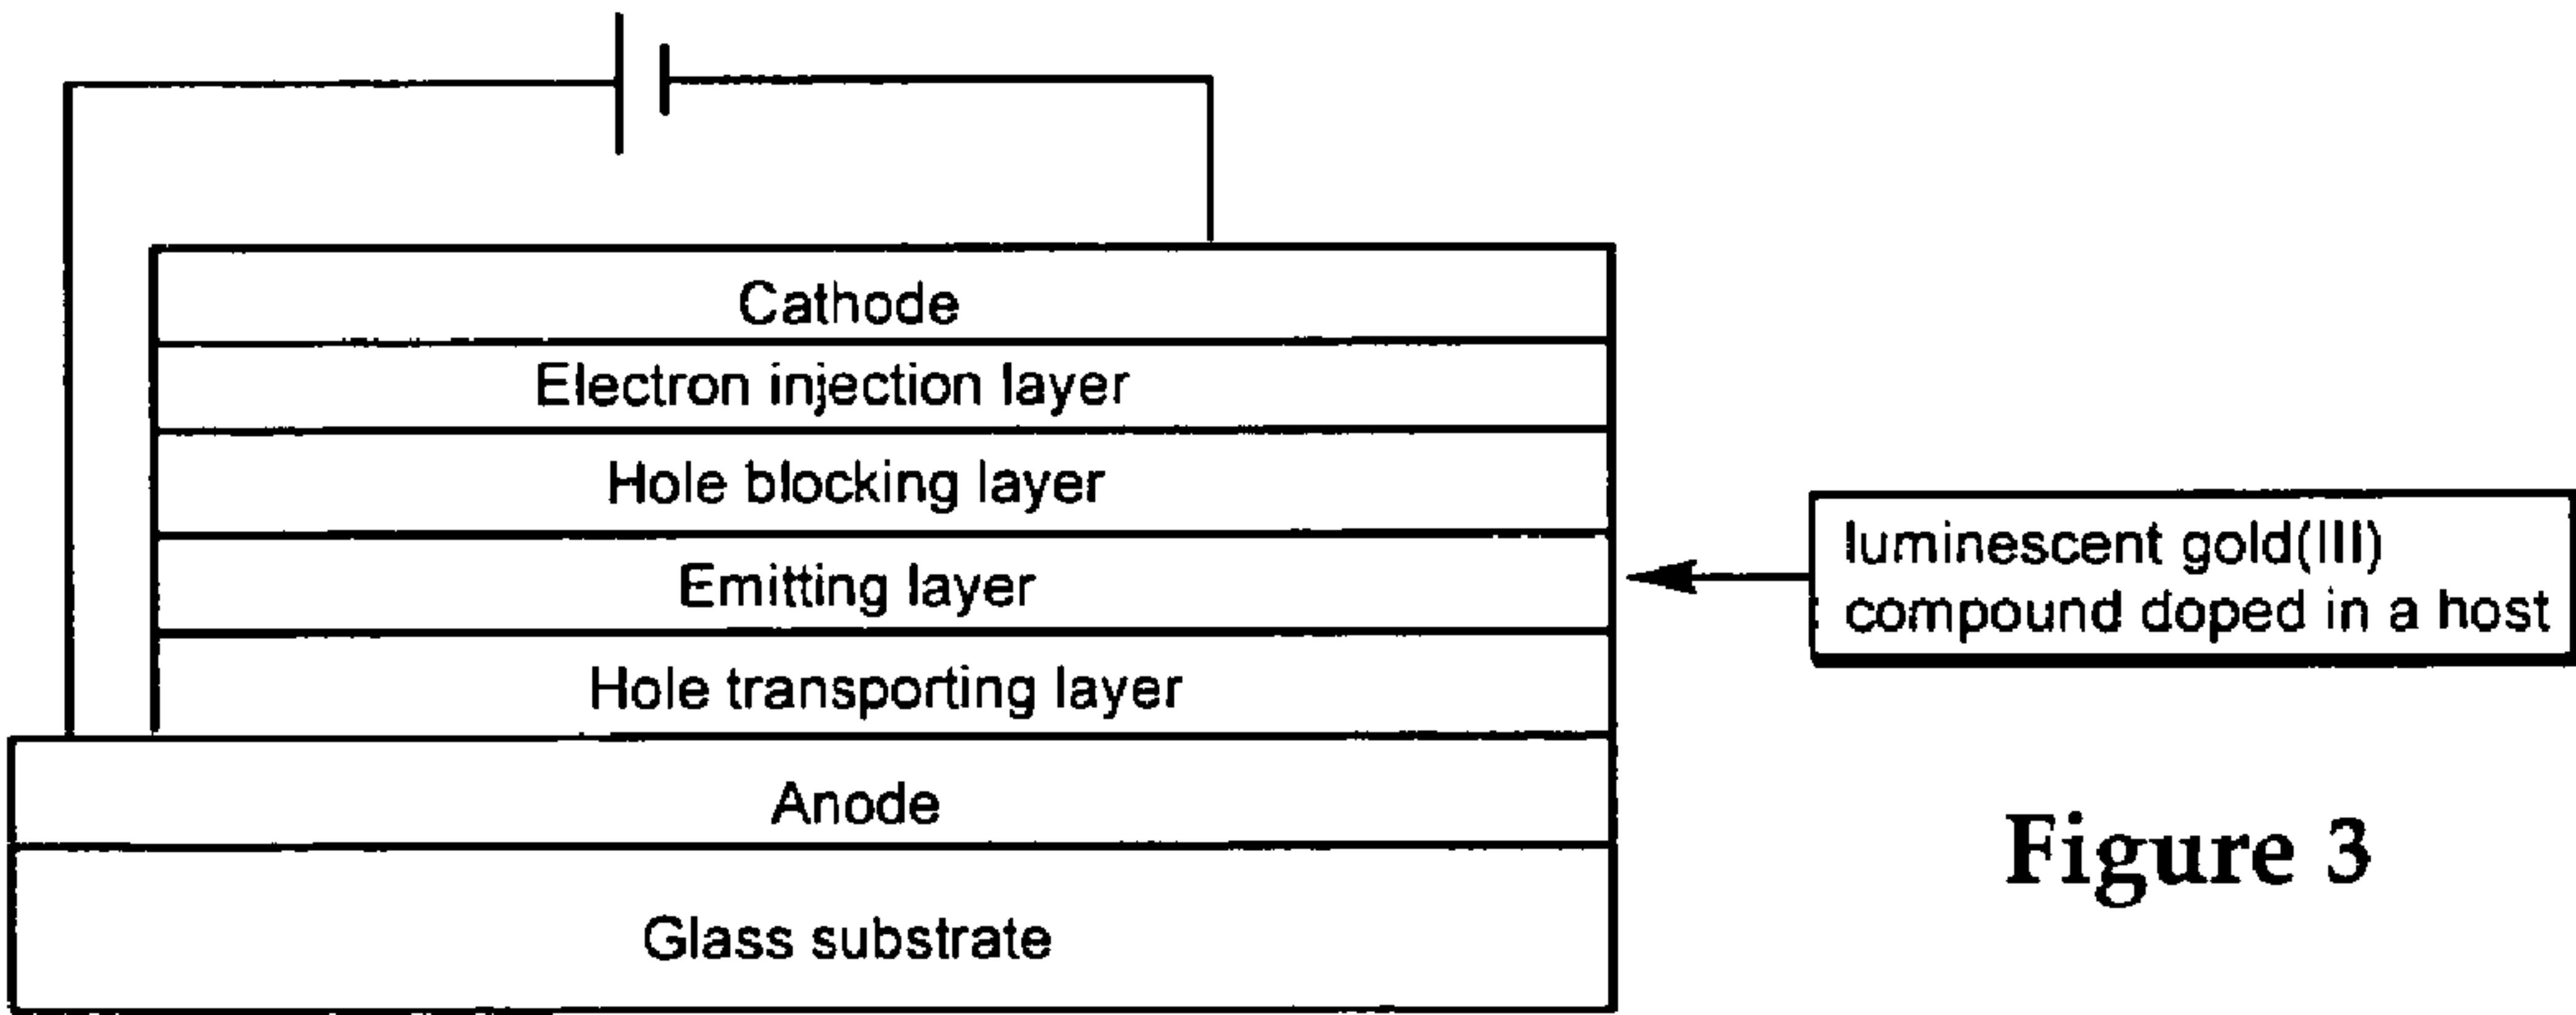 Cathode
Electron injection layer
Hole blocking layer
Emitting layer
Hole transporting layer
Anode
Glass substrate
luminescent gold(III)
compound doped in a host
Figure 3